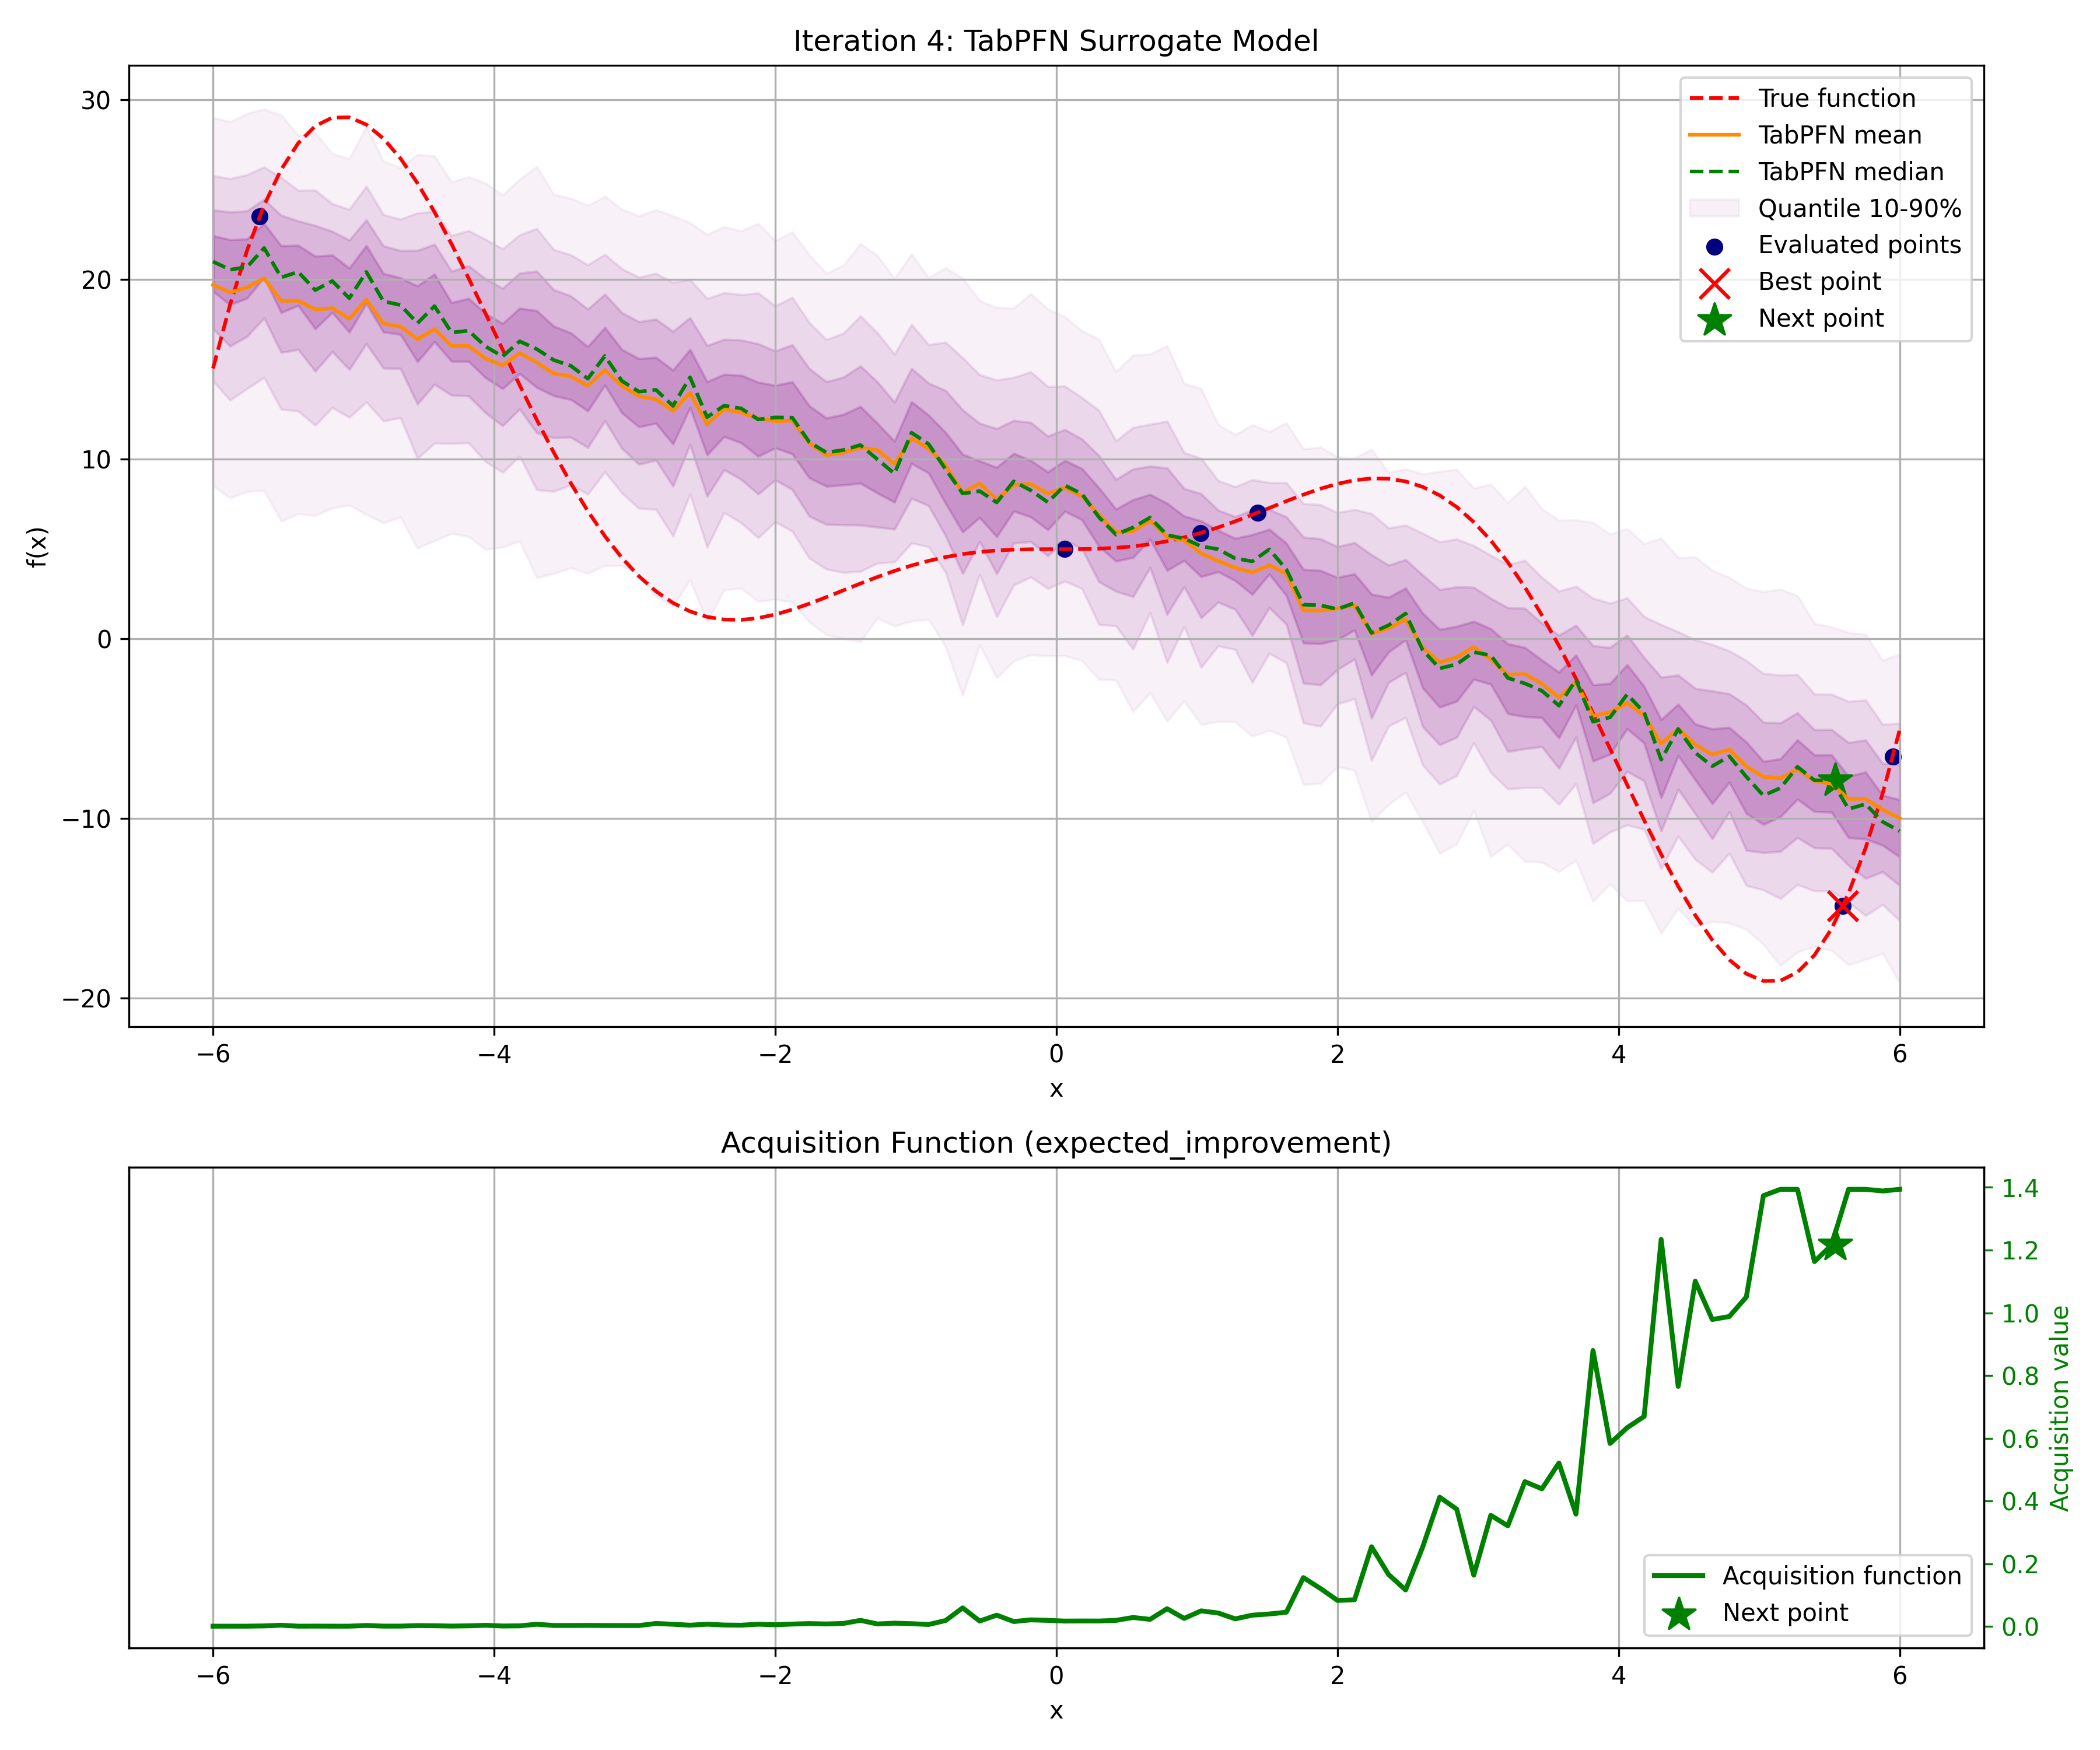 Iteration 4: TabPFN Surrogate Model
f(x)
30
20
10
0
−10
−20
True function
TabPFN mean
TabPFN median
Quantile 10-90%
Evaluated points
Best point
Next point
−6 −4 −2 0 2 4 6
x
Acquisition Function (expected_improvement)
1.4
1.2
1.0
0.8
0.6
0.4
0.2
0.0
Acquisition value
Acquisition function
Next point
−6 −4 −2 0 2 4 6
x